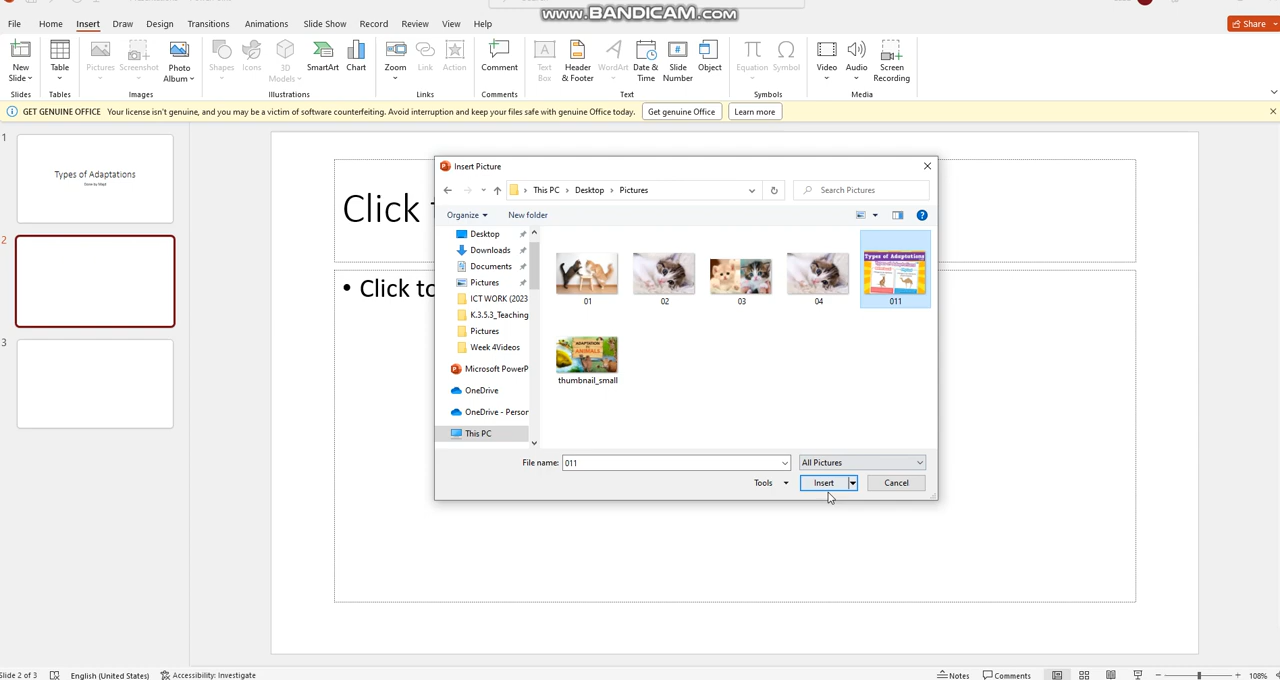 www.BANDICAM.com
File Home Insert Draw Design Transitions Animations Slide Show Record Review View Help
Share
New Slide
Table
Pictures
Screenshot
Photo Album
Shapes
Icons
3D Models
SmartArt
Chart
Zoom
Link
Action
Comment
Text Box
Header & Footer
WordArt
Date & Time
Slide Number
Object
Equation
Symbol
Video
Audio
Screen Recording
Slides Tables Images Illustrations Links Comments Text Symbols Media
GET GENUINE OFFICE Your license isn't genuine, and you may be a victim of software counterfeiting. Avoid interruption and keep your files safe with genuine Office today. Get genuine Office Learn more
1
Types of Adaptations
2
3
Click
• Click to
Insert Picture
This PC > Desktop > Pictures
Search Pictures
Organize New folder
Desktop
Downloads
Documents
Pictures
ICT WORK (2023
K.3.5.3_Teaching
Pictures
Week 4Videos
Microsoft PowerP
OneDrive
OneDrive - Person
This PC
01 02 03 04 011
Types of Adaptations
ADAPTATION
ANIMALS
thumbnail_small
File name: 011 All Pictures
Tools Insert Cancel
Slide 2 of 3 English (United States) Accessibility: Investigate Notes Comments 108%